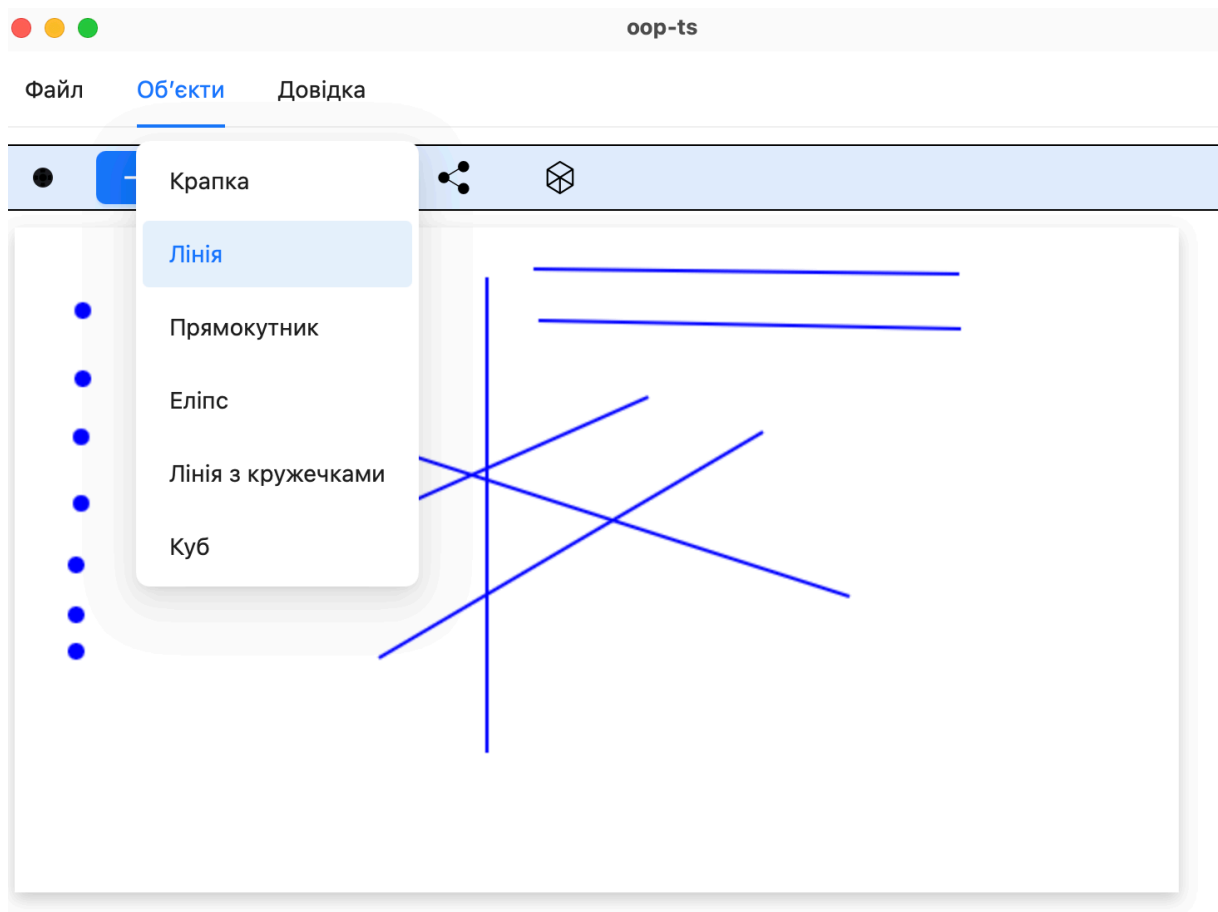 oop-ts
Файл Об’єкти Довідка
Крапка
Лінія
Прямокутник
Еліпс
Лінія з кружечками
Куб